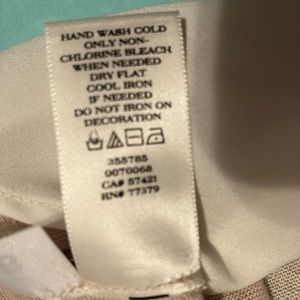 HAND WASH COLD
ONLY NON-
CHLORINE BLEACH
WHEN NEEDED
DRY FLAT
COOL IRON
IF NEEDED
DO NOT IRON ON
DECORATION
355785
0070068
CA# 57421
RN# 77379